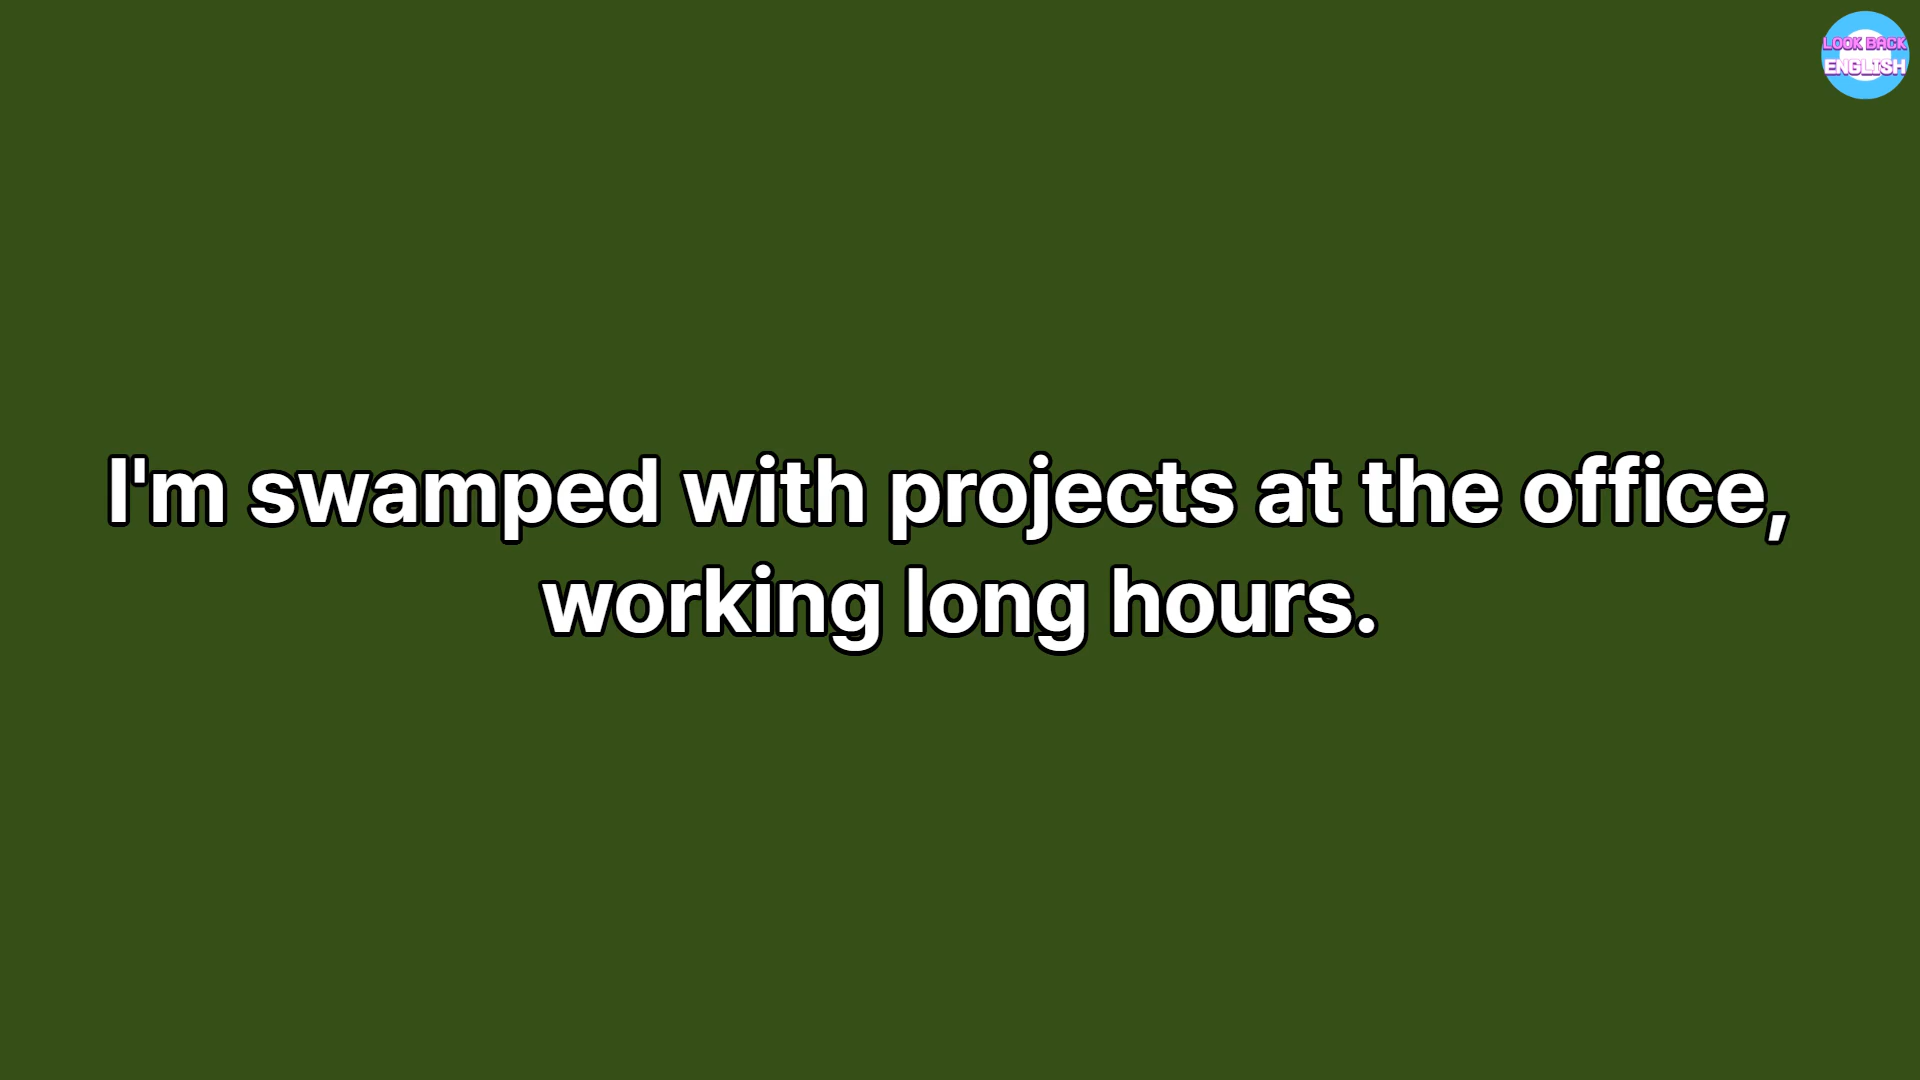 LOOK BACK
ENGLISH
I'm swamped with projects at the office,
working long hours.